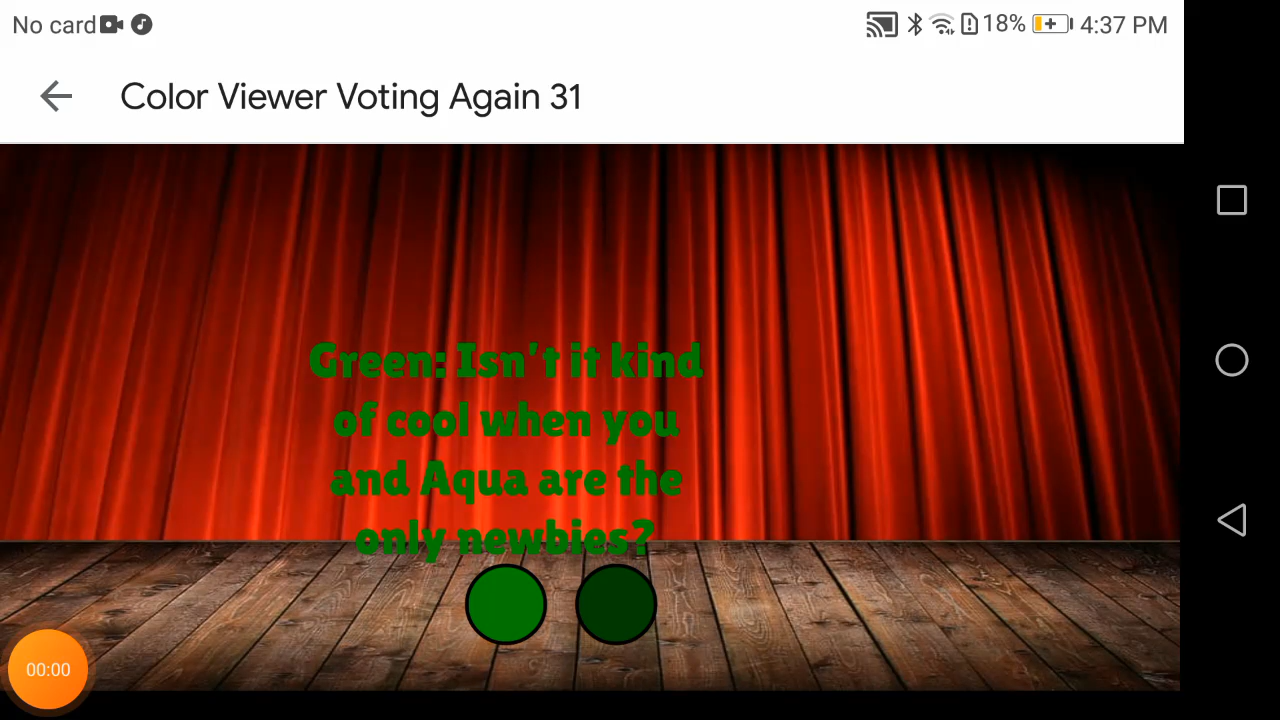 No card 18% 4:37 PM
Color Viewer Voting Again 31
Green: Isn't it kind
of cool when you
and Aqua are the
only newbies?
00:00